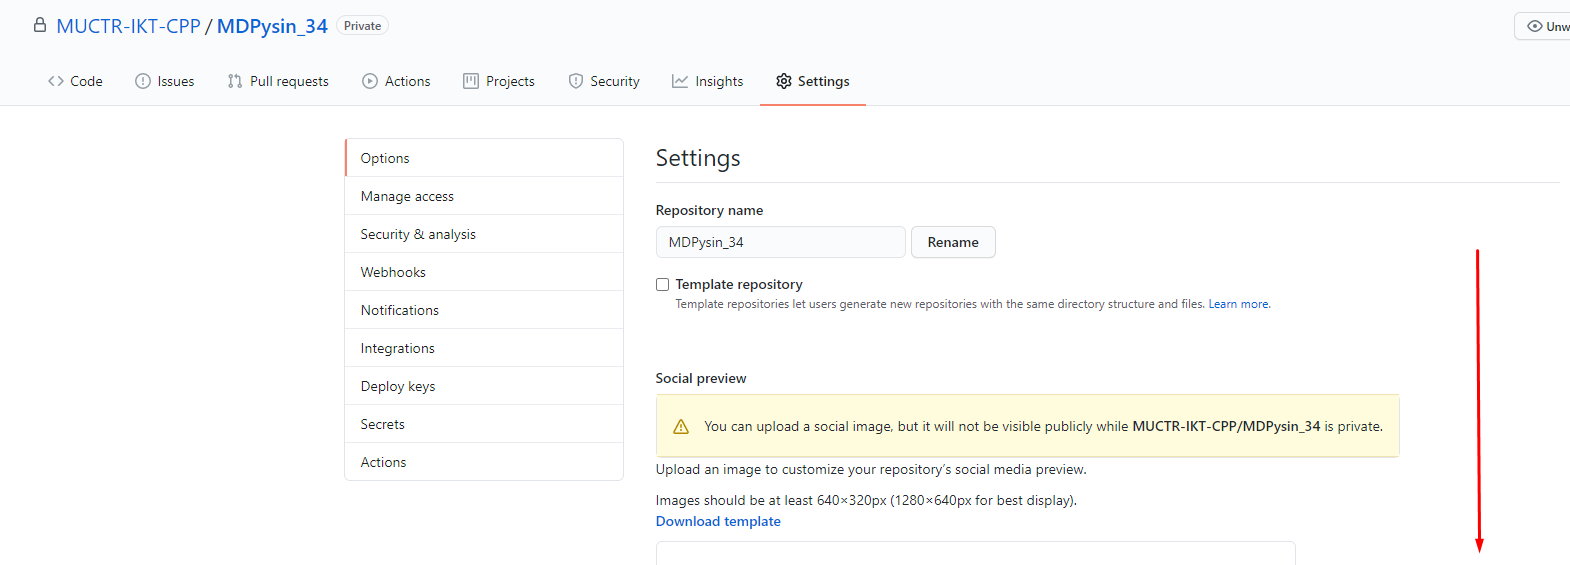 MUCTR-IKT-CPP / MDPysin_34 Private
Unw
Code Issues Pull requests Actions Projects Security Insights Settings
Options
Manage access
Security & analysis
Webhooks
Notifications
Integrations
Deploy keys
Secrets
Actions
Settings
Repository name
MDPysin_34 Rename
Template repository
Template repositories let users generate new repositories with the same directory structure and files. Learn more.
Social preview
You can upload a social image, but it will not be visible publicly while MUCTR-IKT-CPP/MDPysin_34 is private.
Upload an image to customize your repository’s social media preview.
Images should be at least 640×320px (1280×640px for best display).
Download template